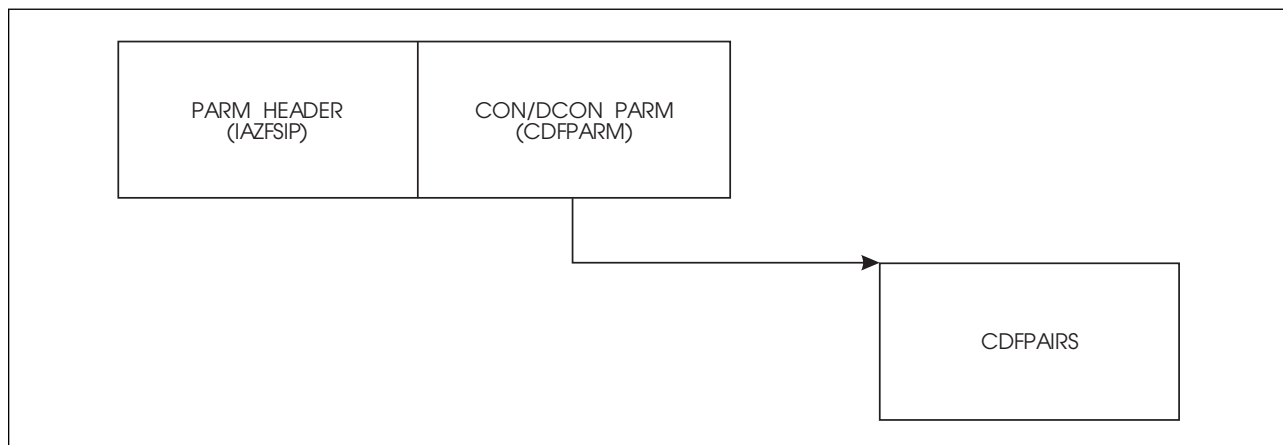 PARM HEADER
(IAZFSIP)
CON/DCON PARM
(CDFPARM)
CDFPAIRS